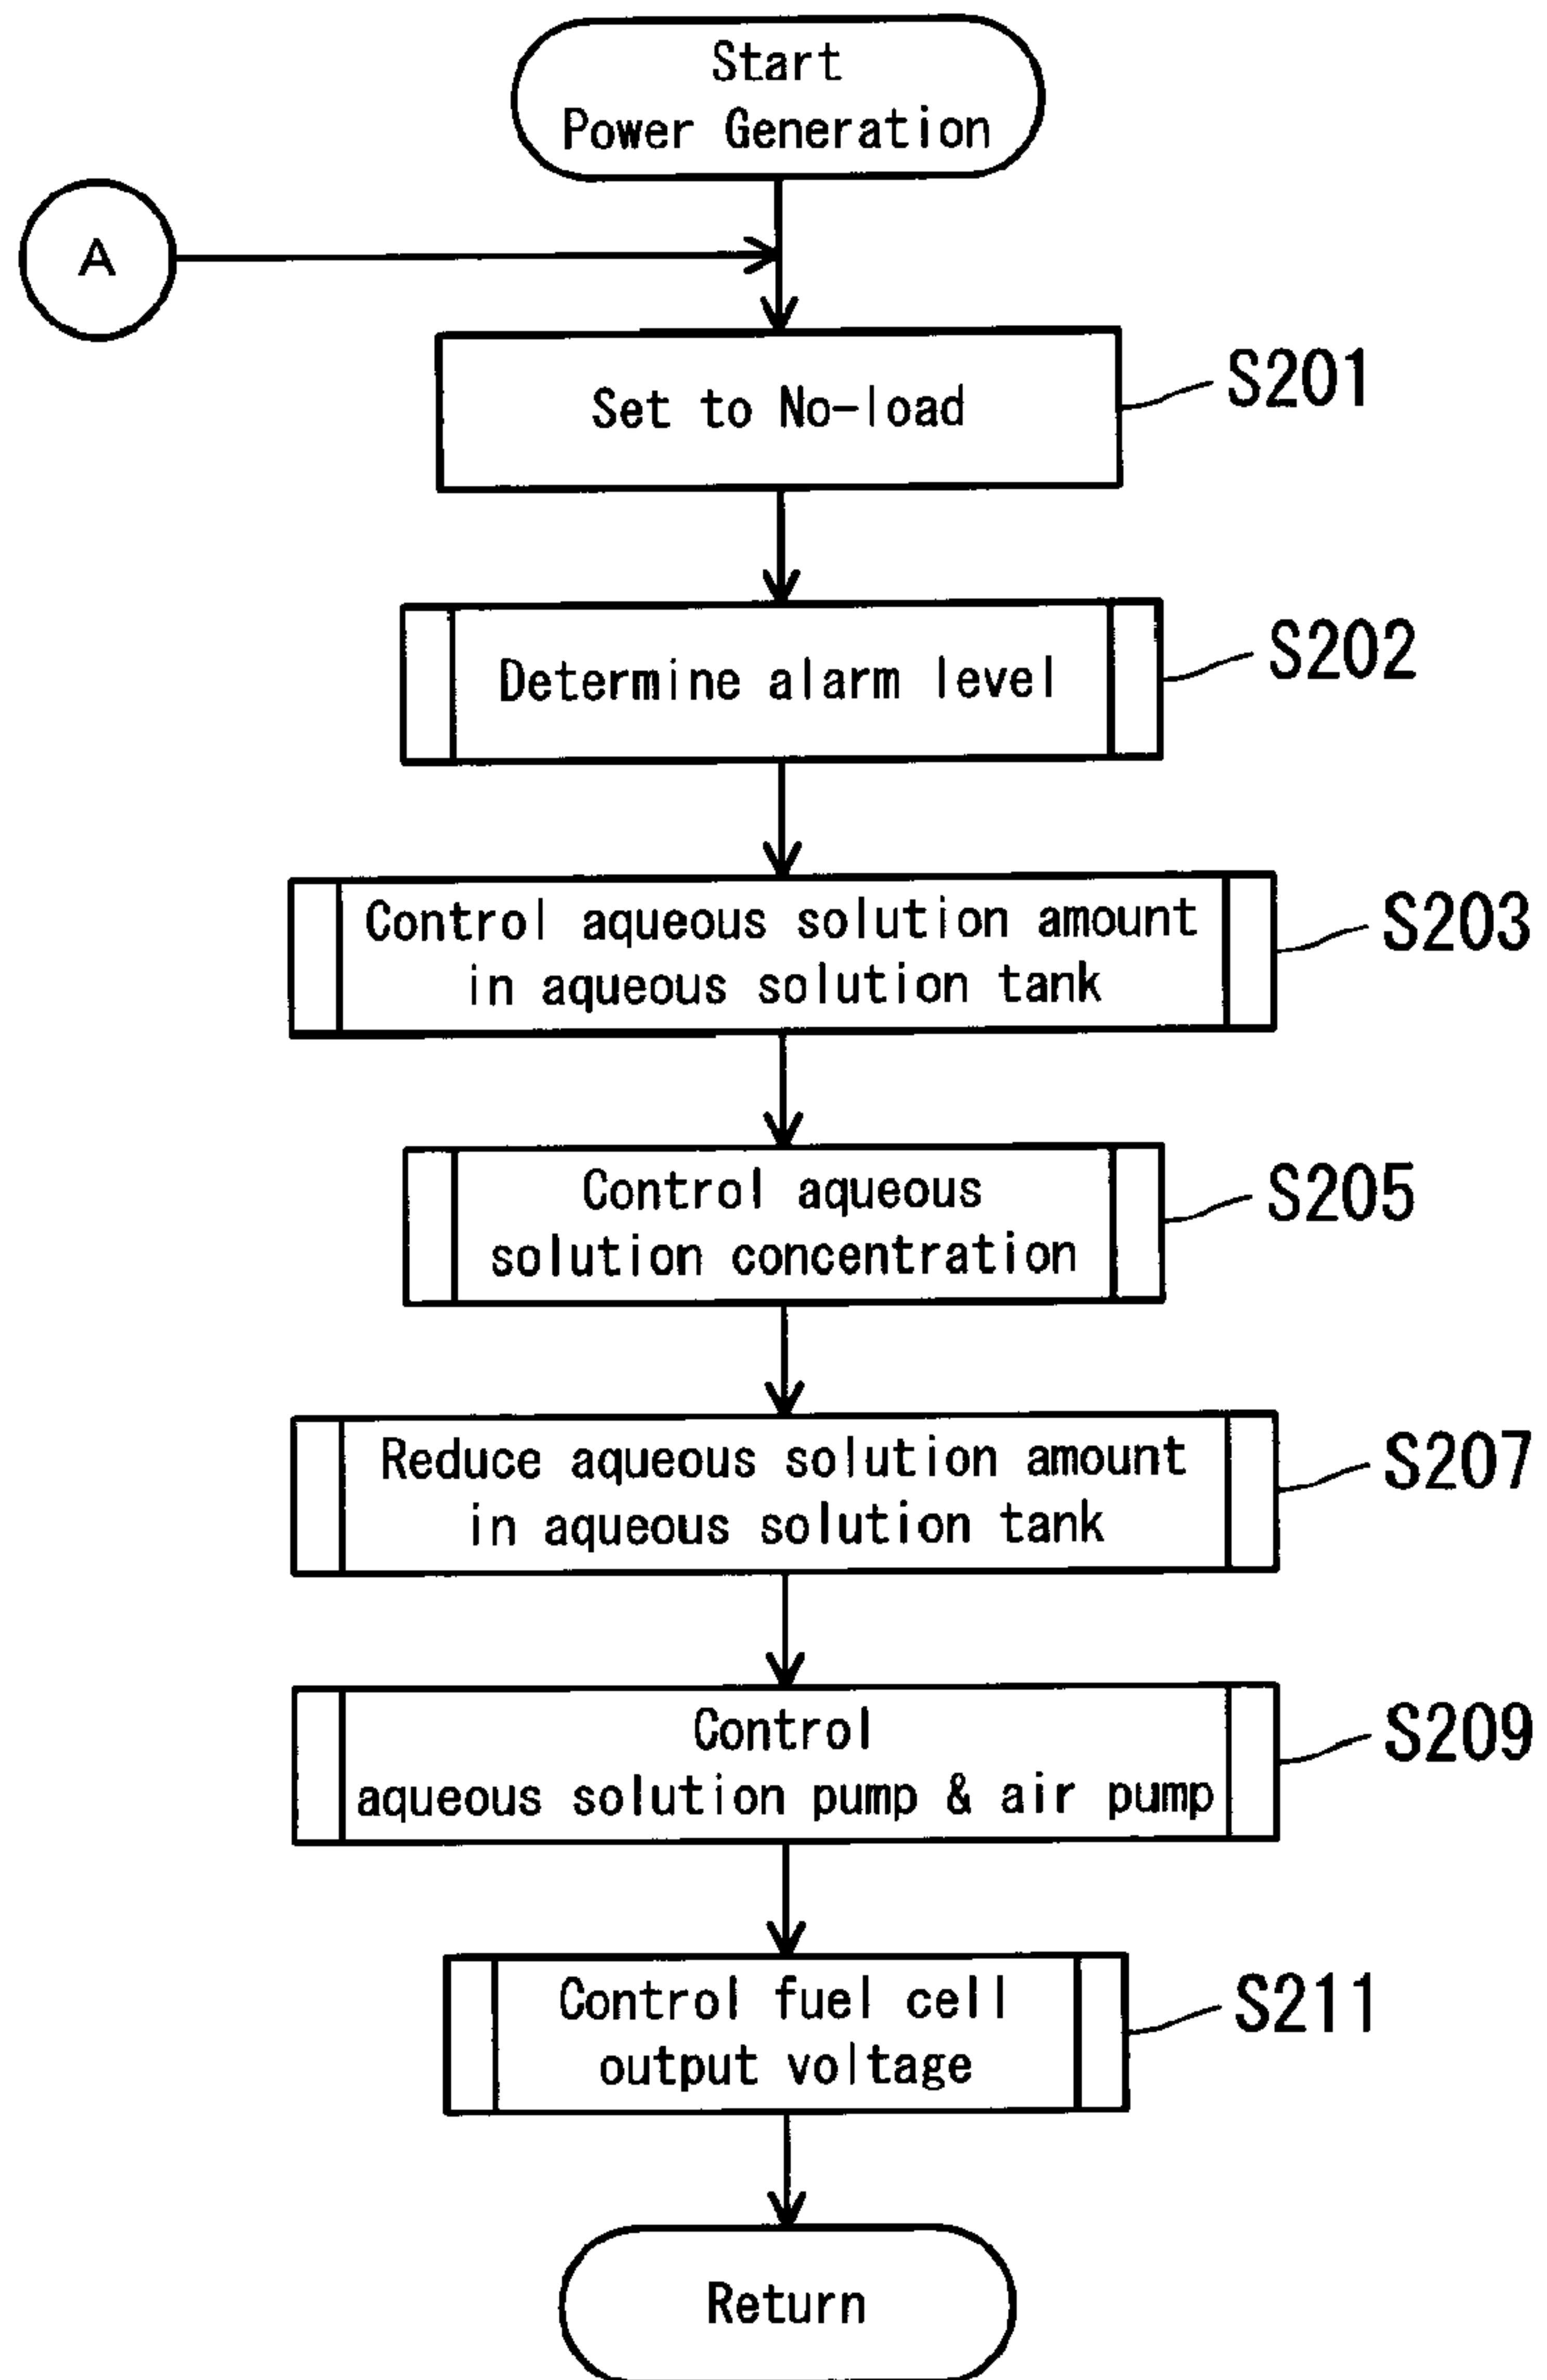 Start
Power Generation
A
Set to No-load
S201
Determine alarm level
S202
Control aqueous solution amount
in aqueous solution tank
S203
Control aqueous
solution concentration
S205
Reduce aqueous solution amount
in aqueous solution tank
S207
Control
aqueous solution pump & air pump
S209
Control fuel cell
output voltage
S211
Return